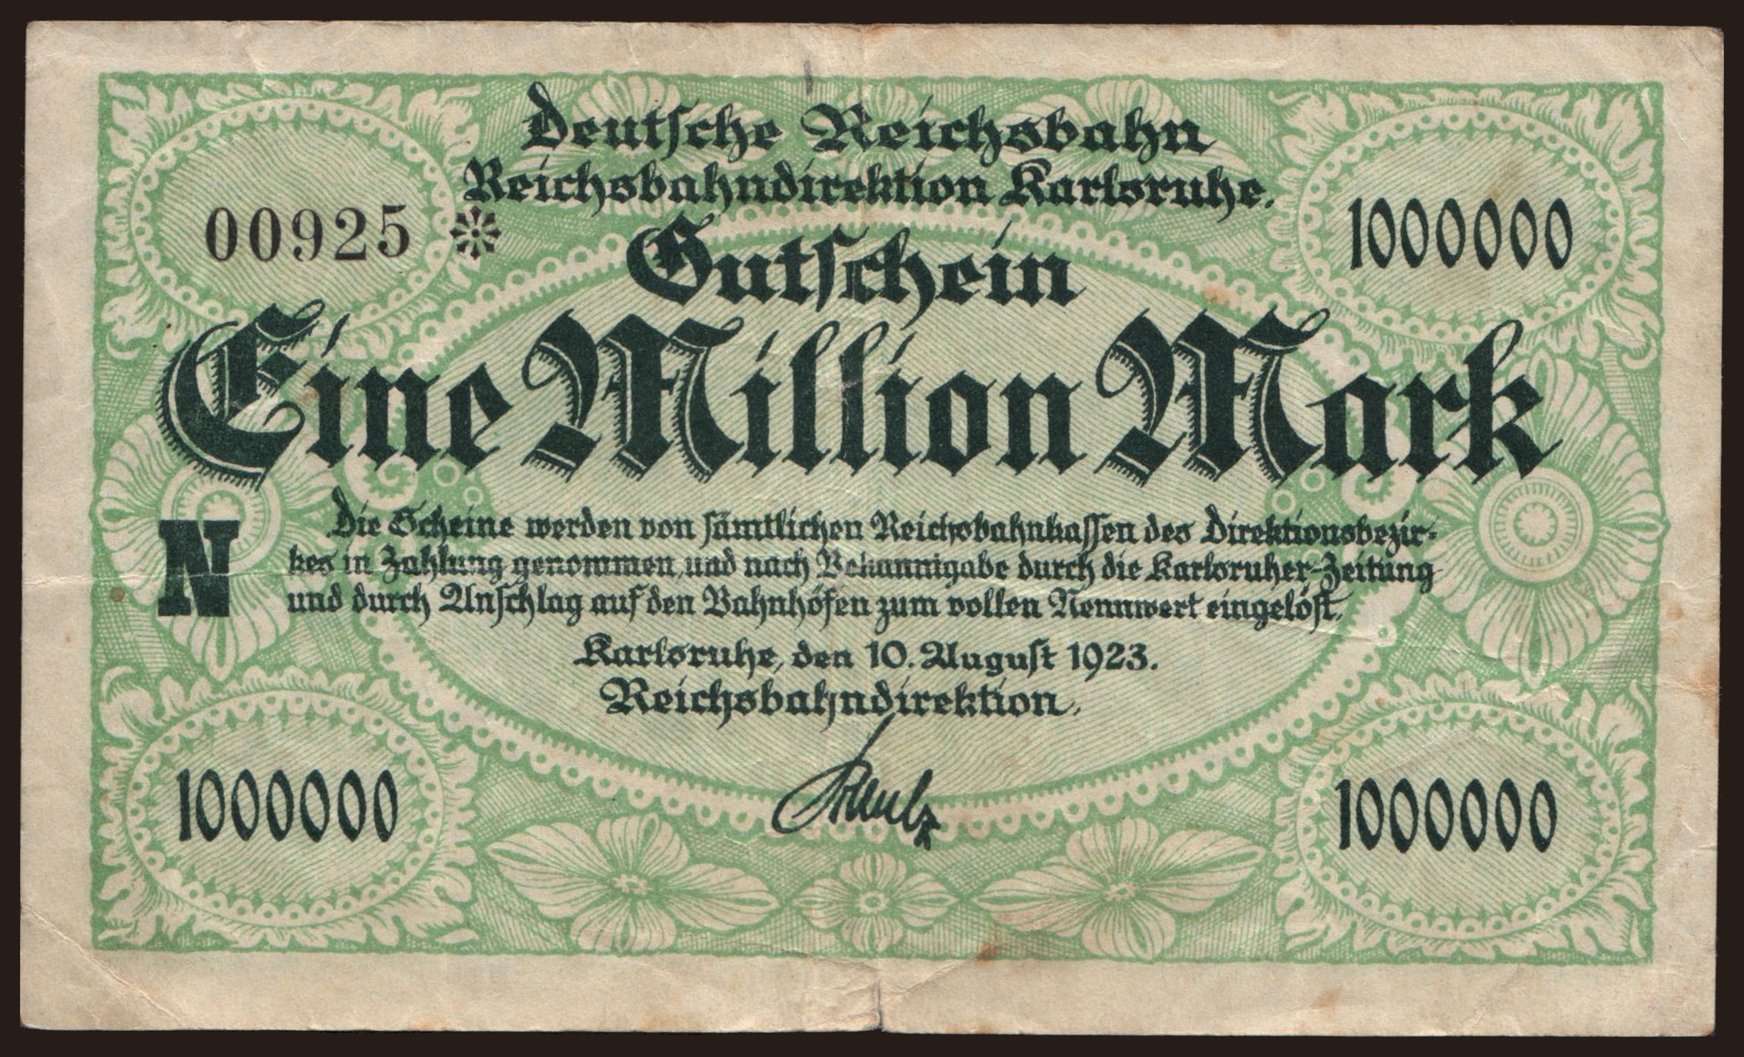 Deutsche Reichsbahn
Reichsbahndirektion Karlsruhe.
00925 *
1000000
Gutschein
Eine Million Mark
N
Die Scheine werden von sämtlichen Reichsbahnkassen des Direktionsbezir-
kes in Zahlung genommen und nach Bekanntgabe durch die Karlsruher-Zeitung
und durch Anschlag auf den Bahnhöfen zum vollen Nennwert eingelöst.
Karlsruhe, den 10. August 1923.
Reichsbahndirektion.
1000000
1000000